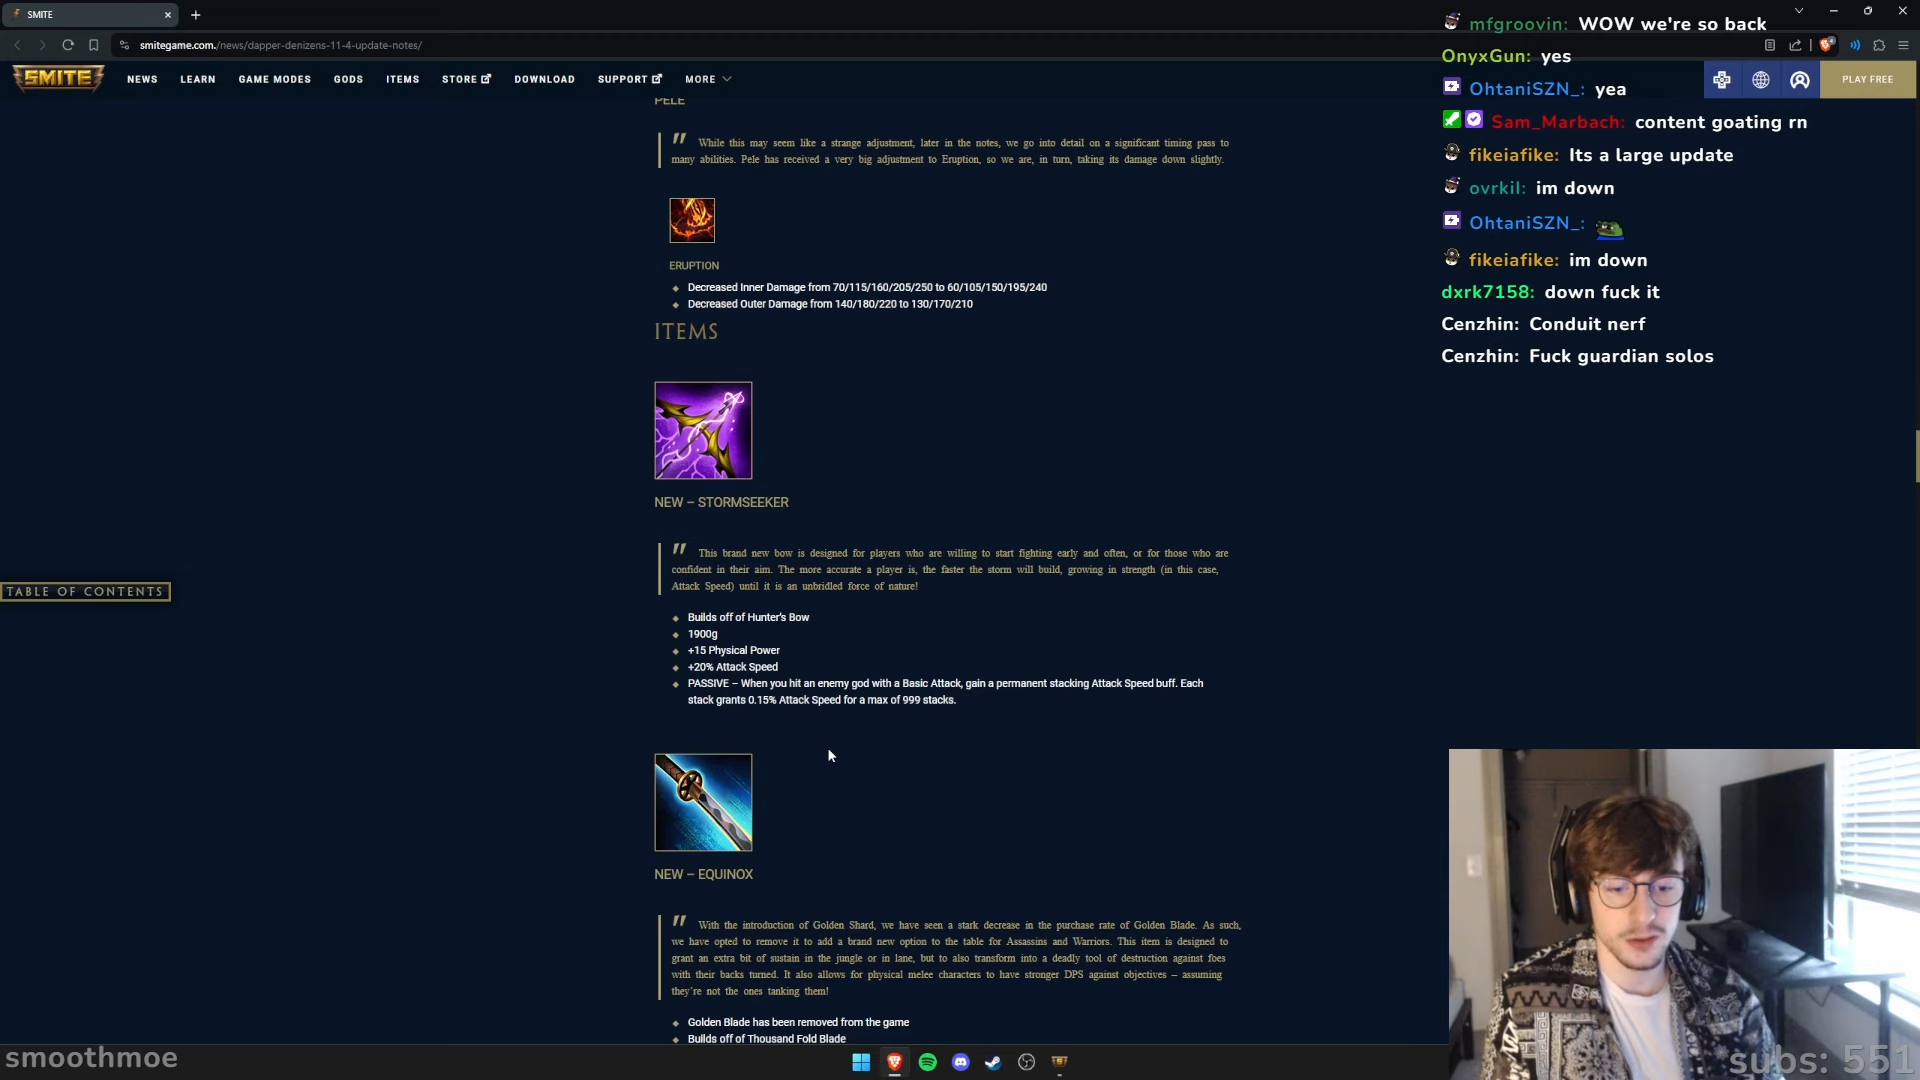 SMITE
smitegame.com/news/dapper-denizens-11-4-update-notes/
SMITE
NEWS
LEARN
GAME MODES
GODS
ITEMS
STORE
DOWNLOAD
SUPPORT
MORE
PLAY FREE
PELE
" While this may seem like a strange adjustment, later in the notes, we go into detail on a significant timing pass to
many abilities. Pele has received a very big adjustment to Eruption, so we are, in turn, taking its damage down slightly.
ERUPTION
Decreased Inner Damage from 70/115/160/205/250 to 60/105/150/195/240
Decreased Outer Damage from 140/180/220 to 130/170/210
ITEMS
NEW – STORMSEEKER
" This brand new bow is designed for players who are willing to start fighting early and often, or for those who are
confident in their aim. The more accurate a player is, the faster the storm will build, growing in strength (in this case,
Attack Speed) until it is an unbridled force of nature!
Builds off of Hunter's Bow
1900g
+15 Physical Power
+20% Attack Speed
PASSIVE – When you hit an enemy god with a Basic Attack, gain a permanent stacking Attack Speed buff. Each
stack grants 0.15% Attack Speed for a max of 999 stacks.
NEW – EQUINOX
" With the introduction of Golden Shard, we have seen a stark decrease in the purchase rate of Golden Blade. As such,
we have opted to remove it to add a brand new option to the table for Assassins and Warriors. This item is designed to
grant an extra bit of sustain in the jungle or in lane, but to also transform into a deadly tool of destruction against foes
with their backs turned. It also allows for physical melee characters to have stronger DPS against objectives – assuming
they're not the ones tanking them!
Golden Blade has been removed from the game
Builds off of Thousand Fold Blade
TABLE OF CONTENTS
mfgroovin: WOW we're so back
OnyxGun: yes
OhtaniSZN_: yea
Sam_Marbach: content goating rn
fikeiafike: Its a large update
ovrkil: im down
OhtaniSZN_:
fikeiafike: im down
dxrk7158: down fuck it
Cenzhin: Conduit nerf
Cenzhin: Fuck guardian solos
smoothmoe
subs: 551